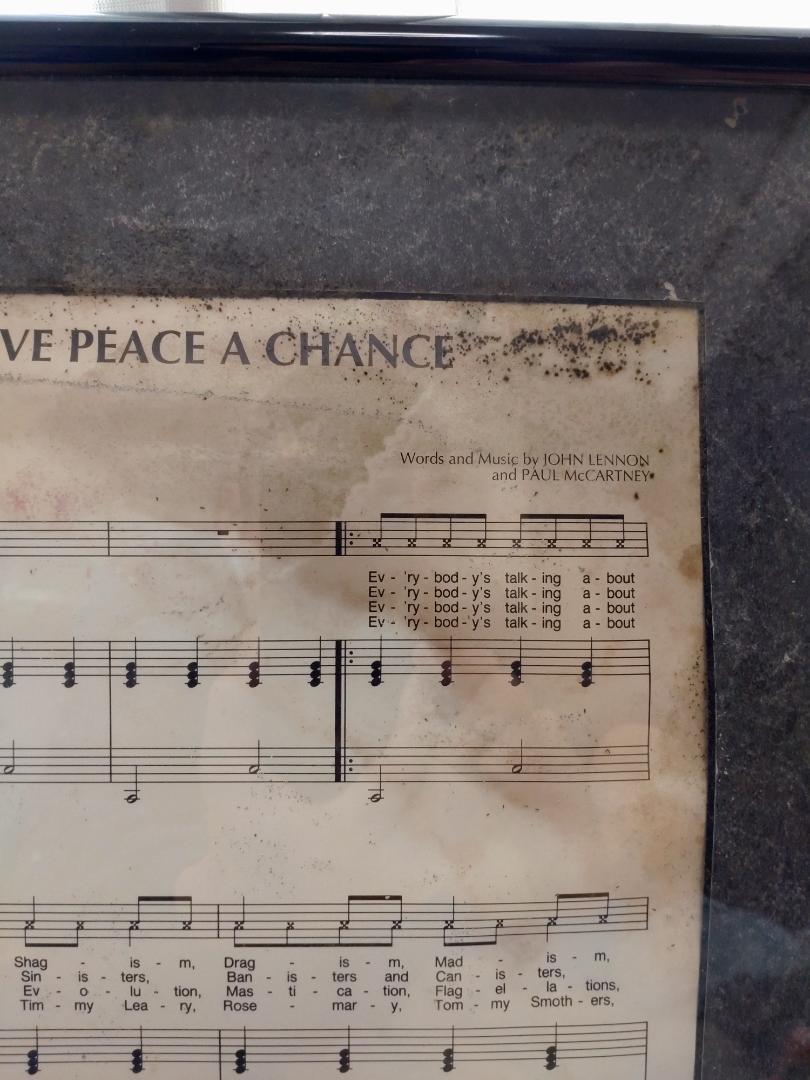 VE PEACE A CHANCE
Words and Music by JOHN LENNON
and PAUL McCARTNEY
Ev - 'ry - bod - y's talk - ing a - bout
Ev - 'ry - bod - y's talk - ing a - bout
Ev - 'ry - bod - y's talk - ing a - bout
Ev - 'ry - bod - y's talk - ing a - bout
Shag - is - m, Drag - is - m, Mad - is - m,
Sin - is - ters, Ban - is - ters and Can - is - ters,
Ev - o - lu - tion, Mas - ti - ca - tion, Flag - el - la - tions,
Tim - my Lea - ry, Rose - mar - y, Tom - my Smoth - ers,